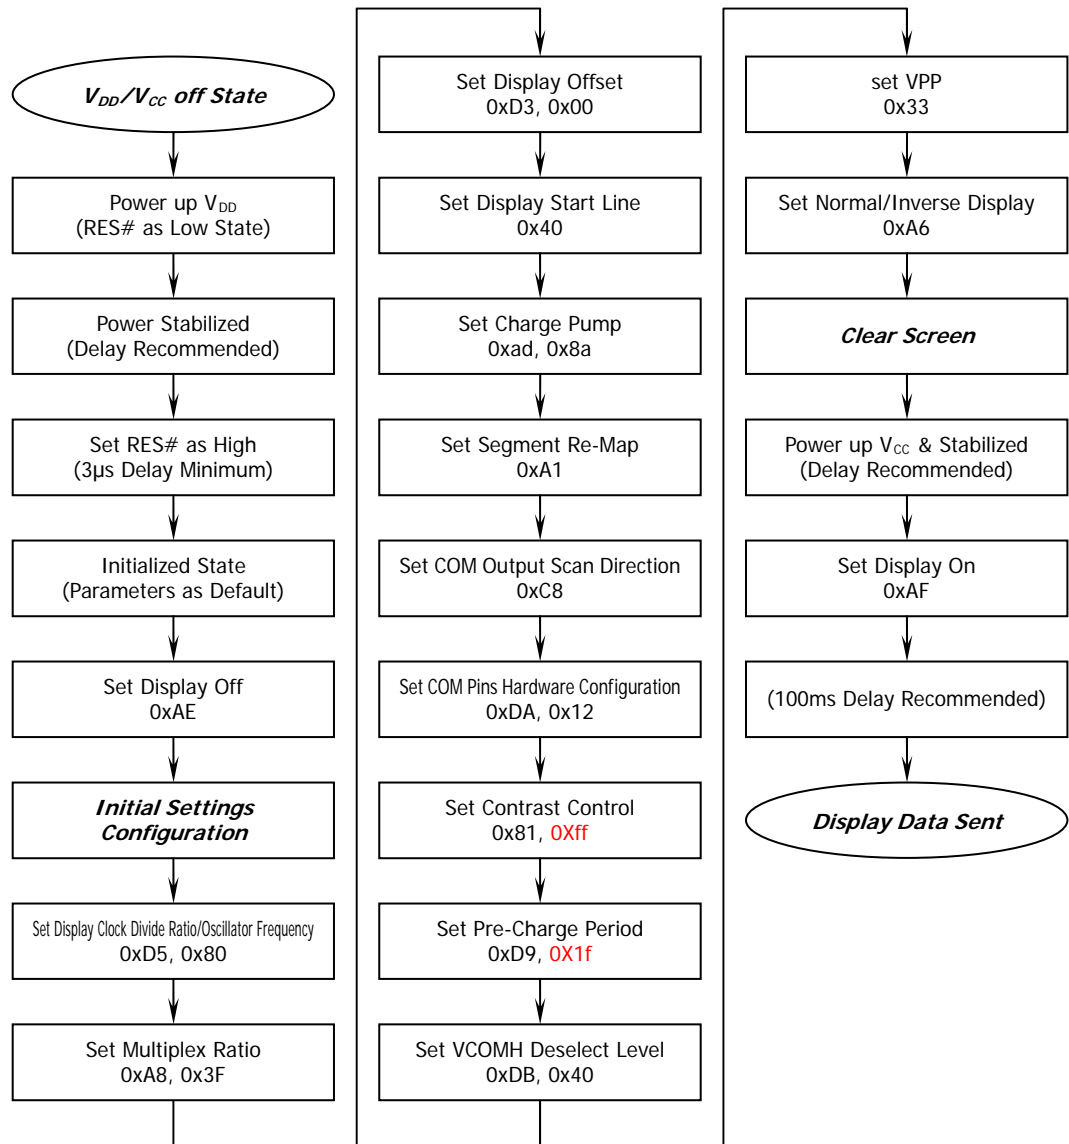 V_DD/V_CC off State
Power up V_DD
(RES# as Low State)
Power Stabilized
(Delay Recommended)
Set RES# as High
(3µs Delay Minimum)
Initialized State
(Parameters as Default)
Set Display Off
0xAE
Initial Settings
Configuration
Set Display Clock Divide Ratio/Oscillator Frequency
0xD5, 0x80
Set Multiplex Ratio
0xA8, 0x3F
Set Display Offset
0xD3, 0x00
Set Display Start Line
0x40
Set Charge Pump
0xad, 0x8a
Set Segment Re-Map
0xA1
Set COM Output Scan Direction
0xC8
Set COM Pins Hardware Configuration
0xDA, 0x12
Set Contrast Control
0x81, 0Xff
Set Pre-Charge Period
0xD9, 0X1f
Set VCOMH Deselect Level
0xDB, 0x40
set VPP
0x33
Set Normal/Inverse Display
0xA6
Clear Screen
Power up V_CC & Stabilized
(Delay Recommended)
Set Display On
0xAF
(100ms Delay Recommended)
Display Data Sent